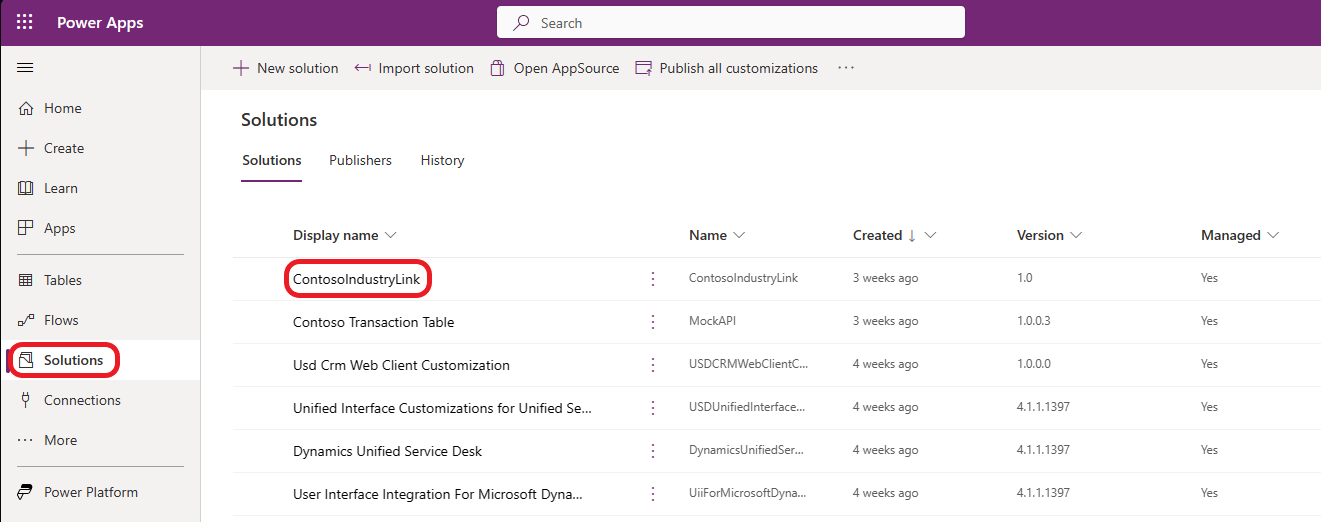 Power Apps
Search
New solution Import solution Open AppSource Publish all customizations ...
Home
Create
Learn
Apps
Tables
Flows
Solutions
Connections
More
Power Platform
Solutions
Solutions Publishers History
Display name Name Created Version Managed
ContosoIndustryLink ContosoIndustryLink 3 weeks ago 1.0 Yes
Contoso Transaction Table MockAPI 3 weeks ago 1.0.0.3 Yes
Usd Crm Web Client Customization USDCRMWebClientC... 4 weeks ago 1.0.0.0 Yes
Unified Interface Customizations for Unified Se... USDUnifiedInterface... 4 weeks ago 4.1.1.1397 Yes
Dynamics Unified Service Desk DynamicsUnifiedSer... 4 weeks ago 4.1.1.1397 Yes
User Interface Integration For Microsoft Dyna... UiiForMicrosoftDyna... 4 weeks ago 4.1.1.1397 Yes